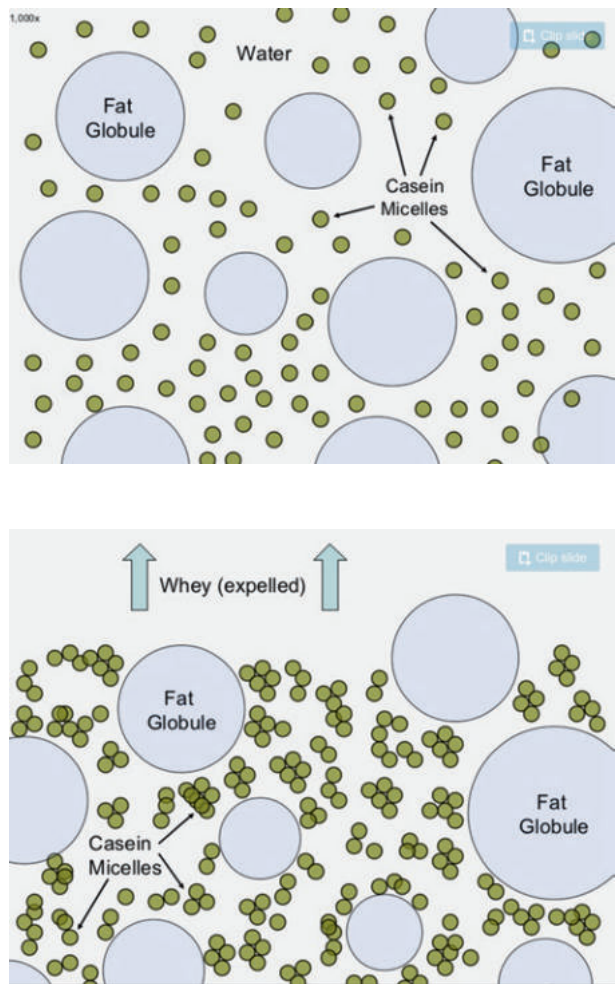 1,000x
Clip slide
Water
Fat
Globule
Fat
Globule
Casein
Micelles
Clip slide
Whey (expelled)
Fat
Globule
Fat
Globule
Casein
Micelles